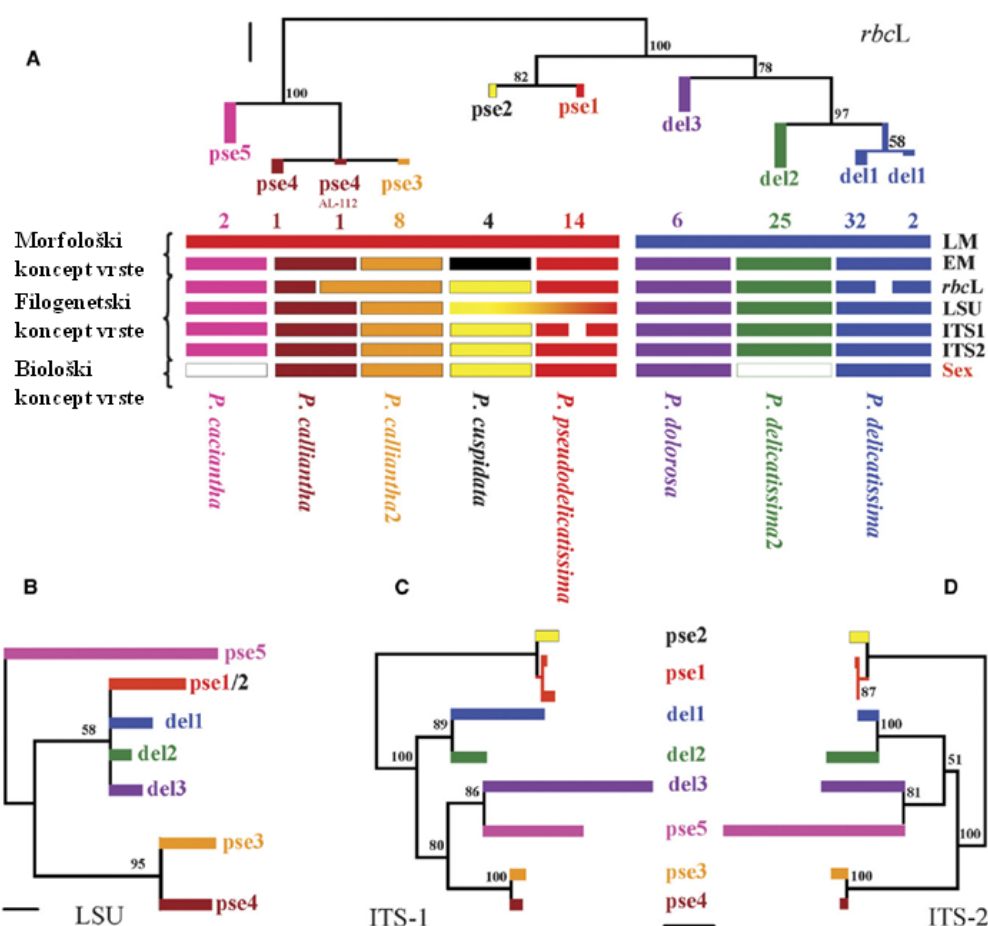 A
rbcL
100
82
78
100
97
58
pse2
pse1
del3
pse5
pse4
pse4
pse3
AL-112
del2
del1
del1
2
1
1
8
4
14
6
25
32
2
Morfološki
koncept vrste
Filogenetski
koncept vrste
Biološki
koncept vrste
LM
EM
rbcL
LSU
ITS1
ITS2
Sex
P. caciantha
P. calliantha
P. calliantha2
P. cuspidata
P. pseudodelicatissima
P. dolorosa
P. delicatissima2
P. delicatissima
B
pse5
pse1/2
58
del1
del2
del3
pse3
95
pse4
LSU
C
89
100
86
80
100
ITS-1
pse2
pse1
del1
del2
del3
pse5
pse3
pse4
D
87
100
51
81
100
100
ITS-2